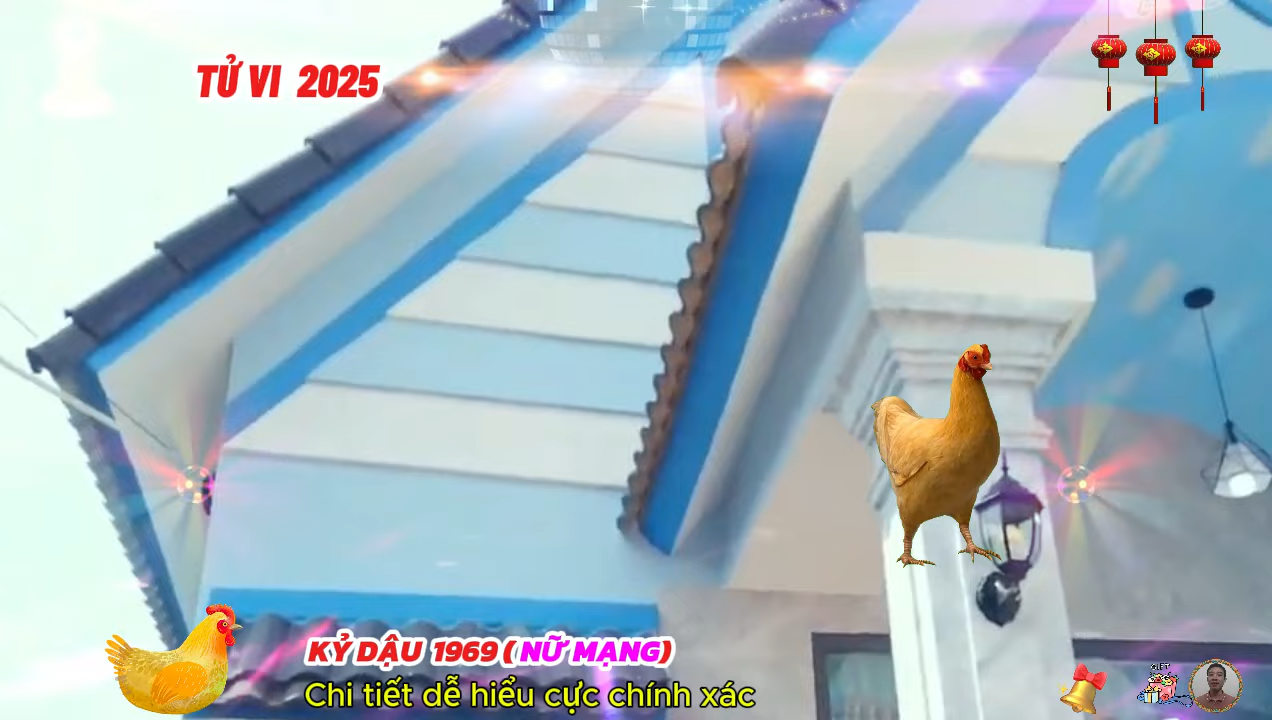 TỬ VI 2025
KỶ DẬU 1969 ( NỮ MẠNG)
Chi tiết dễ hiểu cực chính xác